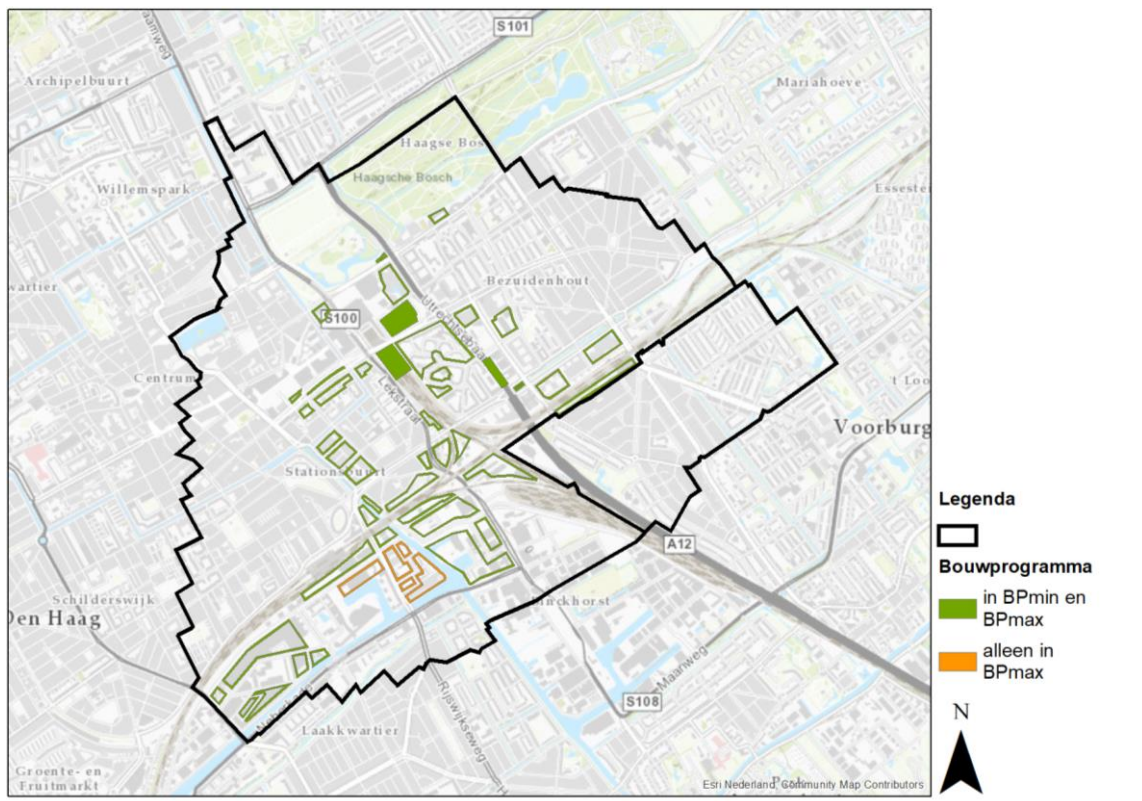 S101
Archipelbuurt
Mariahoeve
Haagse Bos
Haagsche Bosch
Willemspark
Bezuidenhout
S100
Centrum
Lekstraat
't Loo
Voorburg
Stationsbuurt
A12
Schilderswijk
Den Haag
Binckhorst
Maanweg
S108
Rijswijkseweg
Laakkwartier
Groente- en
Fruitmarkt
Esri Nederland, Community Map Contributors
Legenda
Bouwprogramma
in BPmin en
BPmax
alleen in
BPmax
N